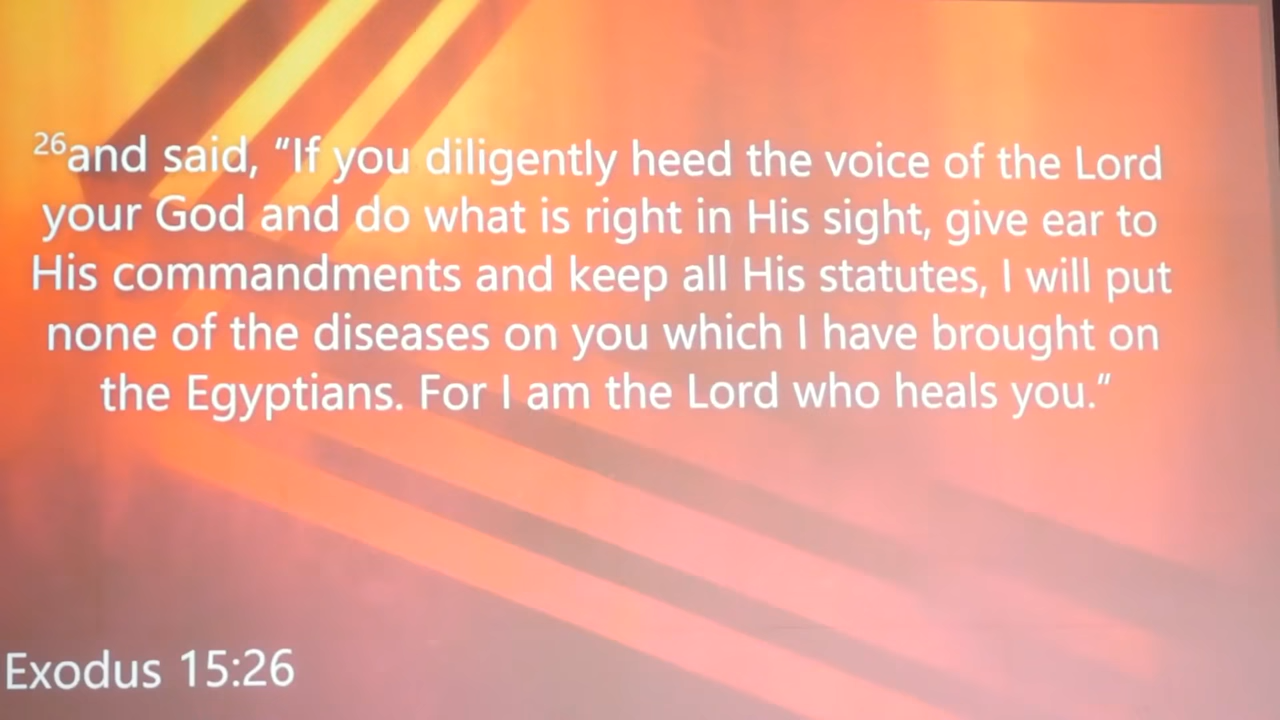 26and said, “If you diligently heed the voice of the Lord
your God and do what is right in His sight, give ear to
His commandments and keep all His statutes, I will put
none of the diseases on you which I have brought on
the Egyptians. For I am the Lord who heals you.”
Exodus 15:26